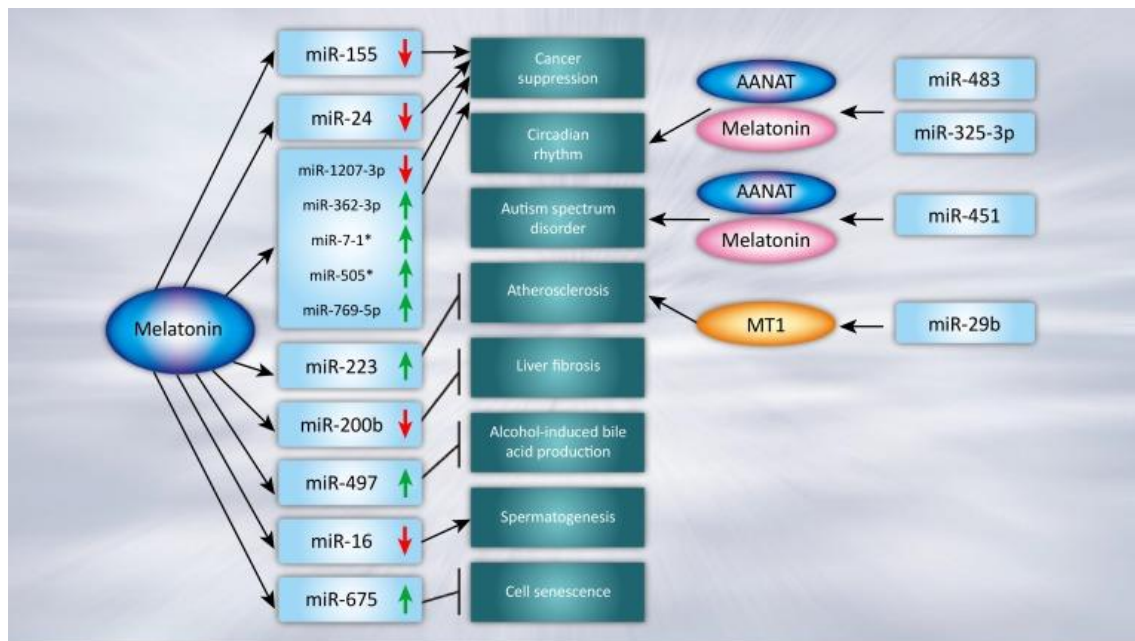 miR-155
miR-24
miR-1207-3p
miR-362-3p
miR-7-1*
miR-505*
miR-769-5p
Melatonin
miR-223
miR-200b
miR-497
miR-16
miR-675
Cancer
suppression
Circadian
rhythm
Autism spectrum
disorder
Atherosclerosis
Liver fibrosis
Alcohol-induced bile
acid production
Spermatogenesis
Cell senescence
AANAT
Melatonin
AANAT
Melatonin
MT1
miR-483
miR-325-3p
miR-451
miR-29b